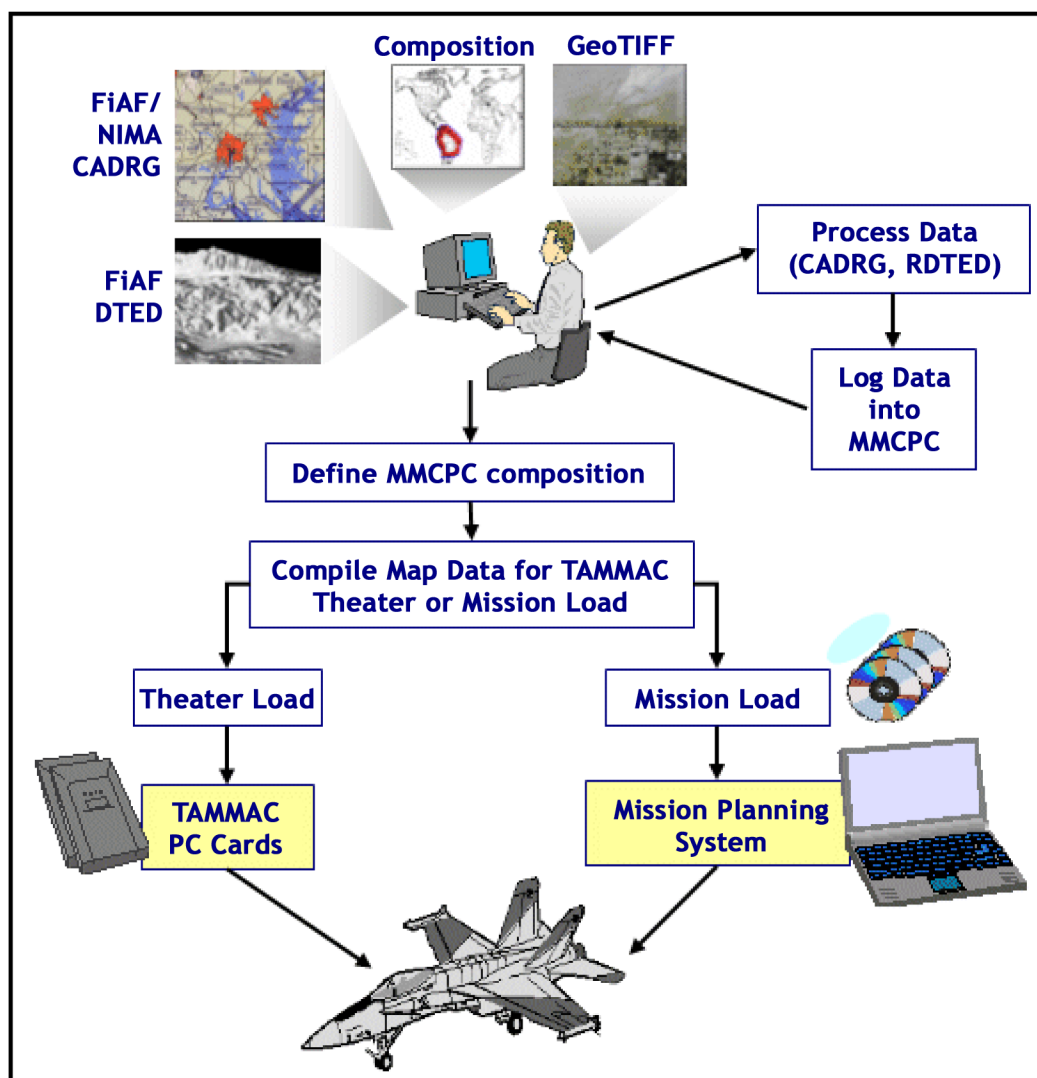 Composition
GeoTIFF
FiAF/
NIMA
CADRG
FiAF
DTED
Process Data
(CADRG, RDTED)
Log Data
into
MMCPC
Define MMCPC composition
Compile Map Data for TAMMAC
Theater or Mission Load
Theater Load
Mission Load
TAMMAC
PC Cards
Mission Planning
System